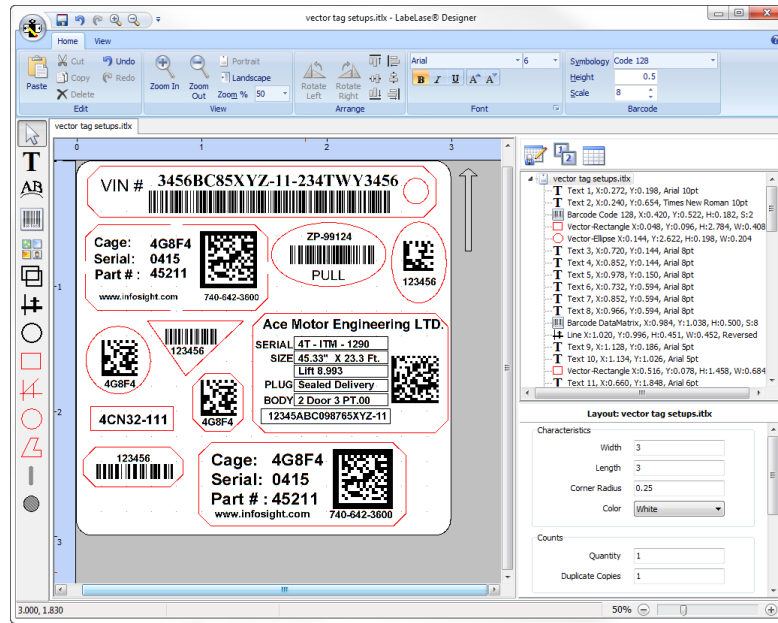 vector tag setups.itlx - LabeLase® Designer
Home View
Paste
Cut
Copy
Delete
Undo
Redo
Edit
Zoom In
Zoom Out
Portrait
Landscape
Zoom % 50
View
Rotate Left
Rotate Right
Arrange
Arial 6
B I U A A
Font
Symbology Code 128
Height 0.5
Scale 8
Barcode
vector tag setups.itlx
T
AB
0 1 2 3
1
2
3
VIN # 3456BC85XYZ-11-234TWY3456
Cage: 4G8F4
Serial: 0415
Part # : 45211
www.infosight.com 740-642-3600
ZP-99124
PULL
123456
4G8F4
123456
4G8F4
4CN32-111
123456
Ace Motor Engineering LTD.
SERIAL 4T - ITM - 1290
SIZE 45.33" X 23.3 Ft.
Lift 8.993
PLUG Sealed Delivery
BODY 2 Door 3 PT.00
12345ABC098765XYZ-11
Cage: 4G8F4
Serial: 0415
Part # : 45211
www.infosight.com 740-642-3600
vector tag setups.itlx
Text 1, X:0.272, Y:0.198, Arial 10pt
Text 2, X:0.240, Y:0.654, Times New Roman 10pt
Barcode Code 128, X:0.420, Y:0.522, H:0.182, S:2
Vector-Rectangle X:0.048, Y:0.096, H:2.784, W:0.408
Vector-Ellipse X:0.144, Y:2.622, H:0.198, W:0.204
Text 3, X:0.720, Y:0.144, Arial 8pt
Text 4, X:0.852, Y:0.144, Arial 8pt
Text 5, X:0.978, Y:0.150, Arial 8pt
Text 6, X:0.732, Y:0.594, Arial 8pt
Text 7, X:0.852, Y:0.594, Arial 8pt
Text 8, X:0.966, Y:0.594, Arial 8pt
Barcode DataMatrix, X:0.984, Y:1.038, H:0.500, S:8
Line X:1.020, Y:0.996, H:0.451, W:0.452, Reversed
Text 9, X:1.128, Y:0.186, Arial 5pt
Text 10, X:1.134, Y:1.026, Arial 5pt
Vector-Rectangle X:0.516, Y:0.078, H:1.458, W:0.684
Text 11, X:0.660, Y:1.848, Arial 6pt
Layout: vector tag setups.itlx
Characteristics
Width 3
Length 3
Corner Radius 0.25
Color White
Counts
Quantity 1
Duplicate Copies 1
3.000, 1.830
50%